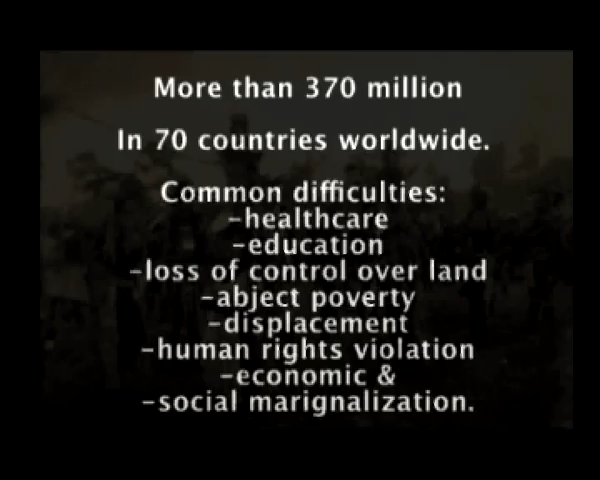 More than 370 million
In 70 countries worldwide.
Common difficulties:
-healthcare
-education
-loss of control over land
-abject poverty
-displacement
-human rights violation
-economic &
-social marignalization.